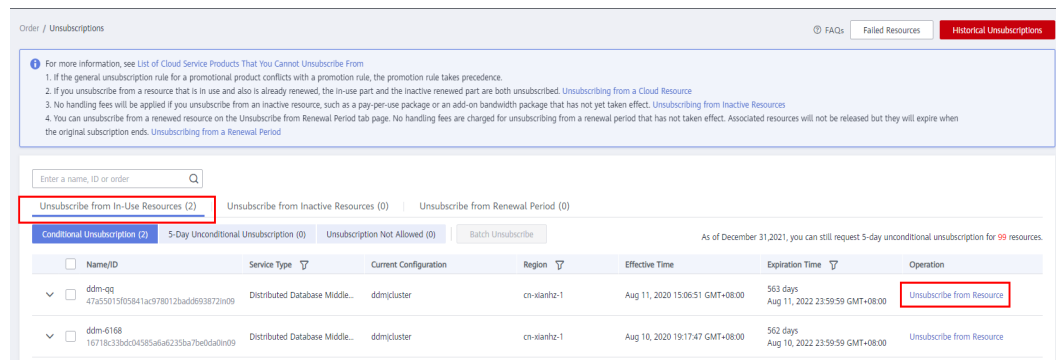 Order / Unsubscriptions
FAQs
Failed Resources
Historical Unsubscriptions
For more information, see List of Cloud Service Products That You Cannot Unsubscribe From
1. If the general unsubscription rule for a promotional product conflicts with a promotion rule, the promotion rule takes precedence.
2. If you unsubscribe from a resource that is in use and also is already renewed, the in-use part and the inactive renewed part are both unsubscribed. Unsubscribing from a Cloud Resource
3. No handling fees will be applied if you unsubscribe from an inactive resource, such as a pay-per-use package or an add-on bandwidth package that has not yet taken effect. Unsubscribing from Inactive Resources
4. You can unsubscribe from a renewed resource on the Unsubscribe from Renewal Period tab page. No handling fees are charged for unsubscribing from a renewal period that has not taken effect. Associated resources will not be released but they will expire when
the original subscription ends. Unsubscribing from a Renewal Period
Enter a name, ID or order
Unsubscribe from In-Use Resources (2)
Unsubscribe from Inactive Resources (0)
Unsubscribe from Renewal Period (0)
Conditional Unsubscription (2)
5-Day Unconditional Unsubscription (0)
Unsubscription Not Allowed (0)
Batch Unsubscribe
As of December 31,2021, you can still request 5-day unconditional unsubscription for 99 resources.
Name/ID
Service Type
Current Configuration
Region
Effective Time
Expiration Time
Operation
ddm-qq
47a55015f05841ac978012badd693872in09
Distributed Database Middle...
ddm|cluster
cn-xianhz-1
Aug 11, 2020 15:06:51 GMT+08:00
563 days
Aug 11, 2022 23:59:59 GMT+08:00
Unsubscribe from Resource
ddm-6168
16718c33bdc04585a6a6235ba7be0da0in09
Distributed Database Middle...
ddm|cluster
cn-xianhz-1
Aug 10, 2020 19:17:47 GMT+08:00
562 days
Aug 10, 2022 23:59:59 GMT+08:00
Unsubscribe from Resource